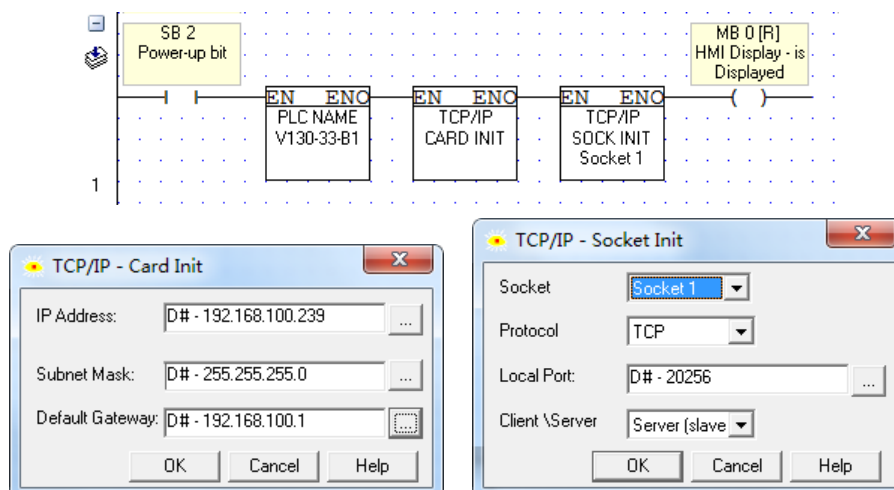 SB 2
Power-up bit
MB 0 [R]
HMI Display - is
Displayed
EN ENO
PLC NAME
V130-33-B1
EN ENO
TCP/IP
CARD INIT
EN ENO
TCP/IP
SOCK INIT
Socket 1
1
TCP/IP - Card Init
IP Address: D# - 192.168.100.239 ...
Subnet Mask: D# - 255.255.255.0 ...
Default Gateway: D# - 192.168.100.1 ...
OK Cancel Help
TCP/IP - Socket Init
Socket Socket 1
Protocol TCP
Local Port: D# - 20256 ...
Client \Server Server (slave
OK Cancel Help